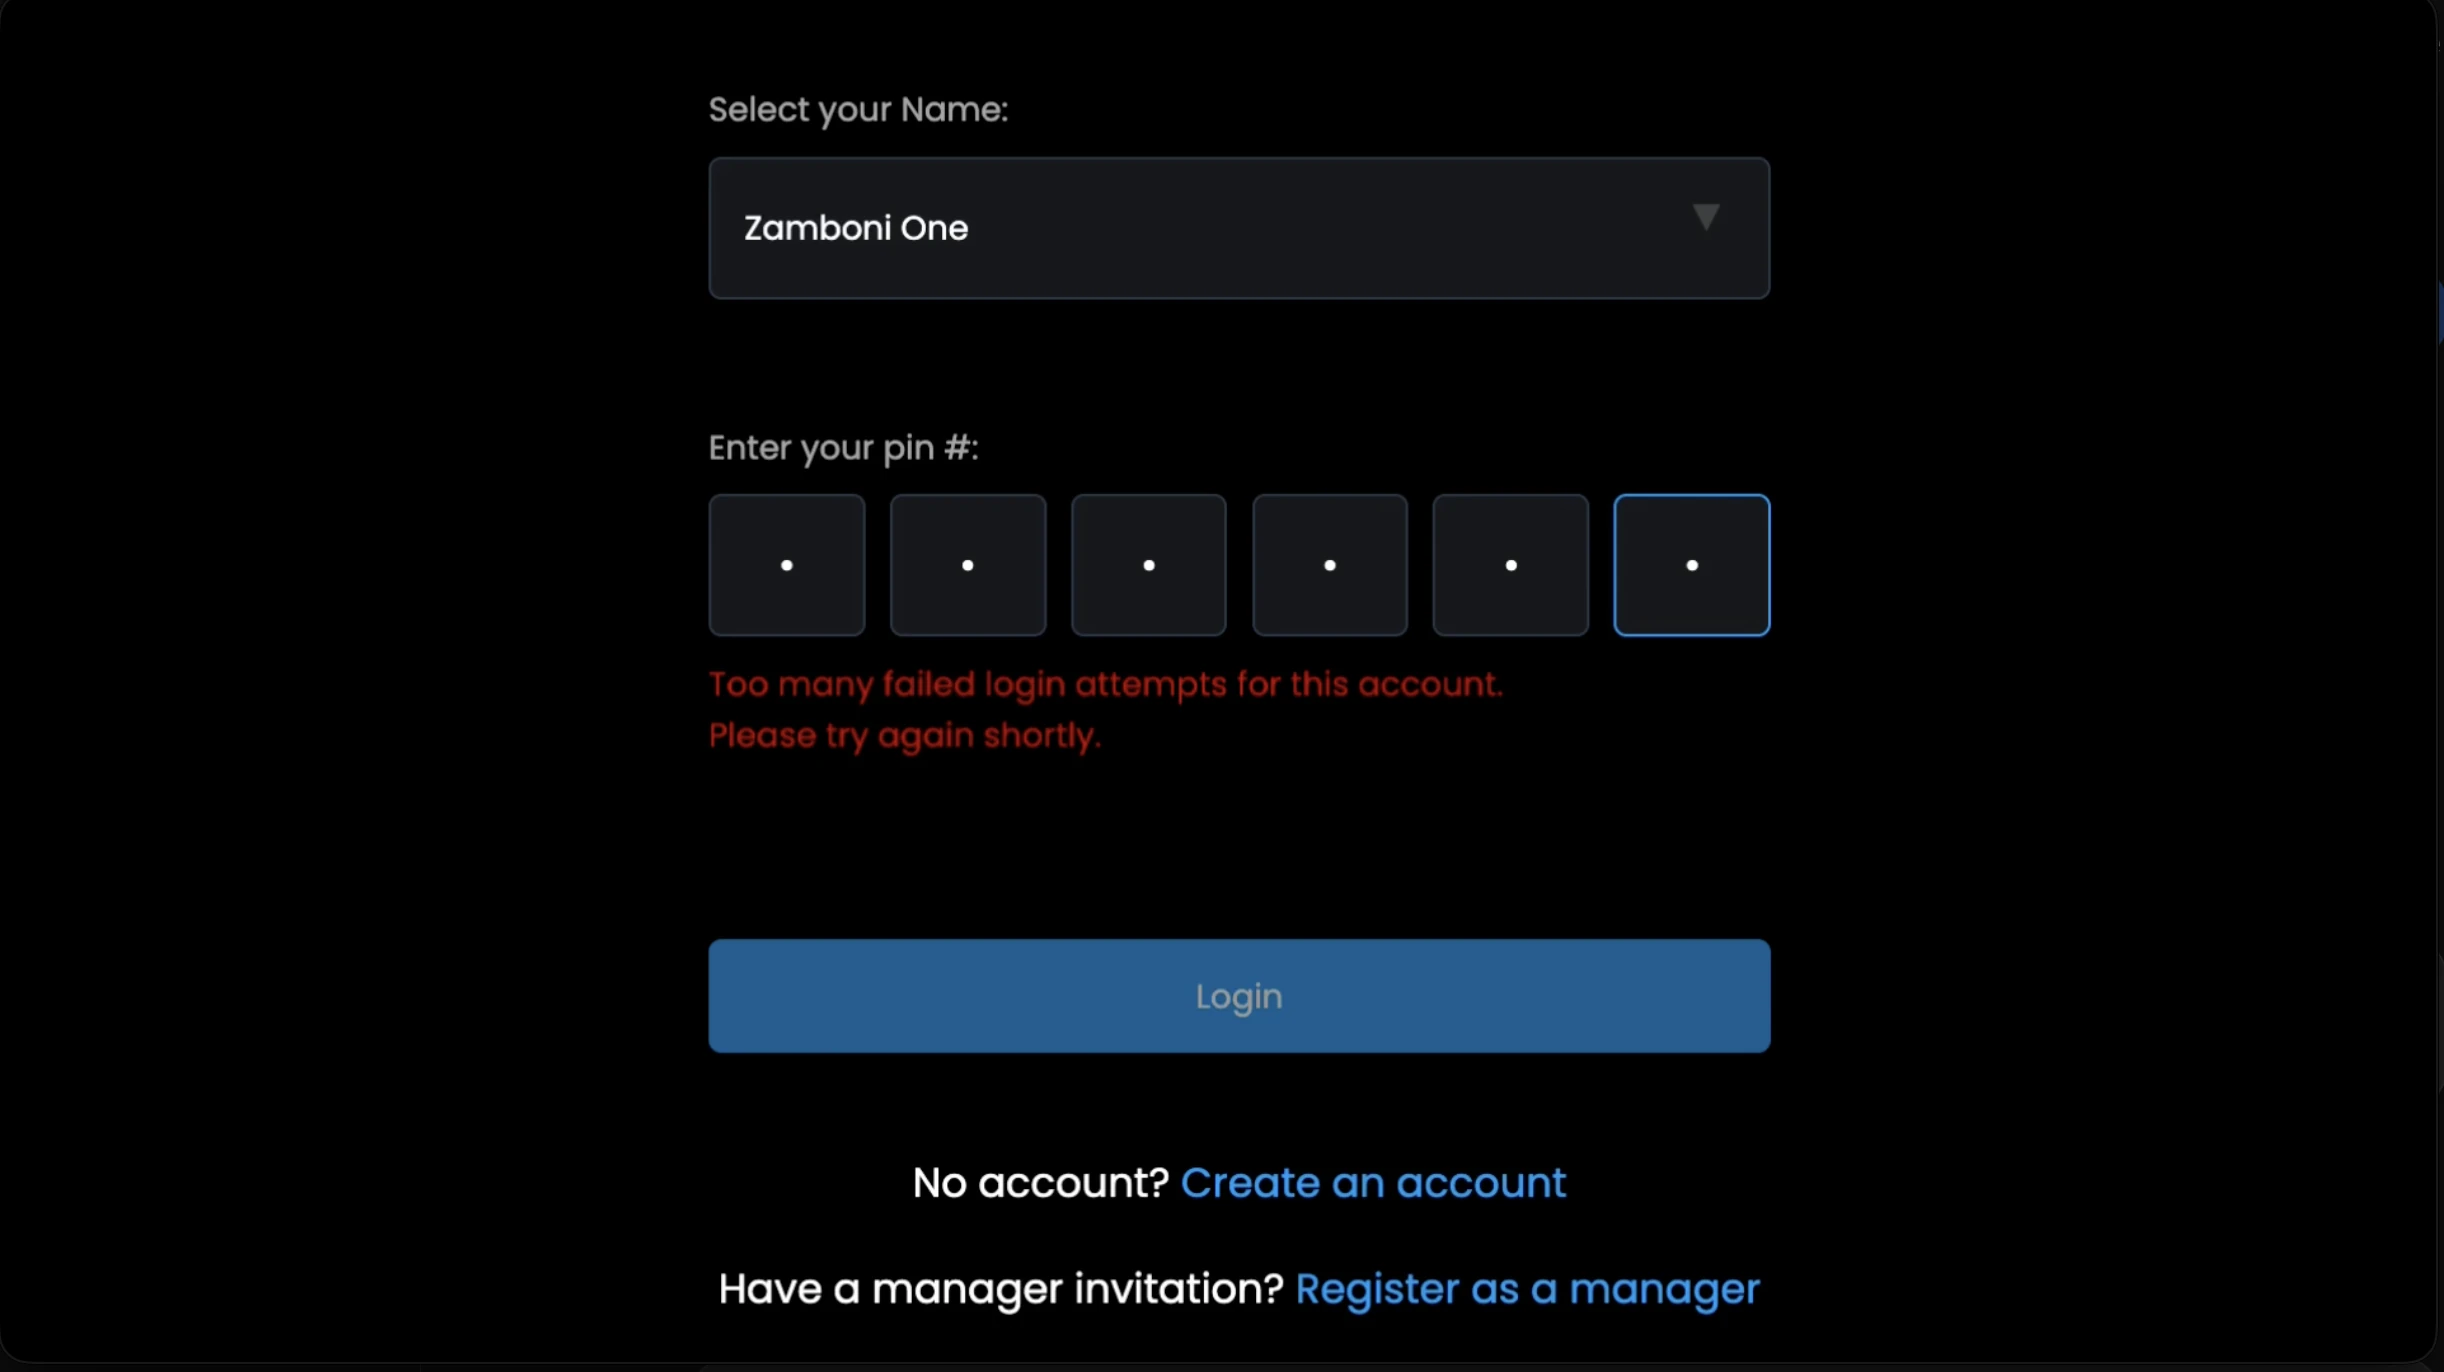 Select your Name:
Zamboni One
Enter your pin #:
Too many failed login attempts for this account.
Please try again shortly.
Login
No account? Create an account
Have a manager invitation? Register as a manager